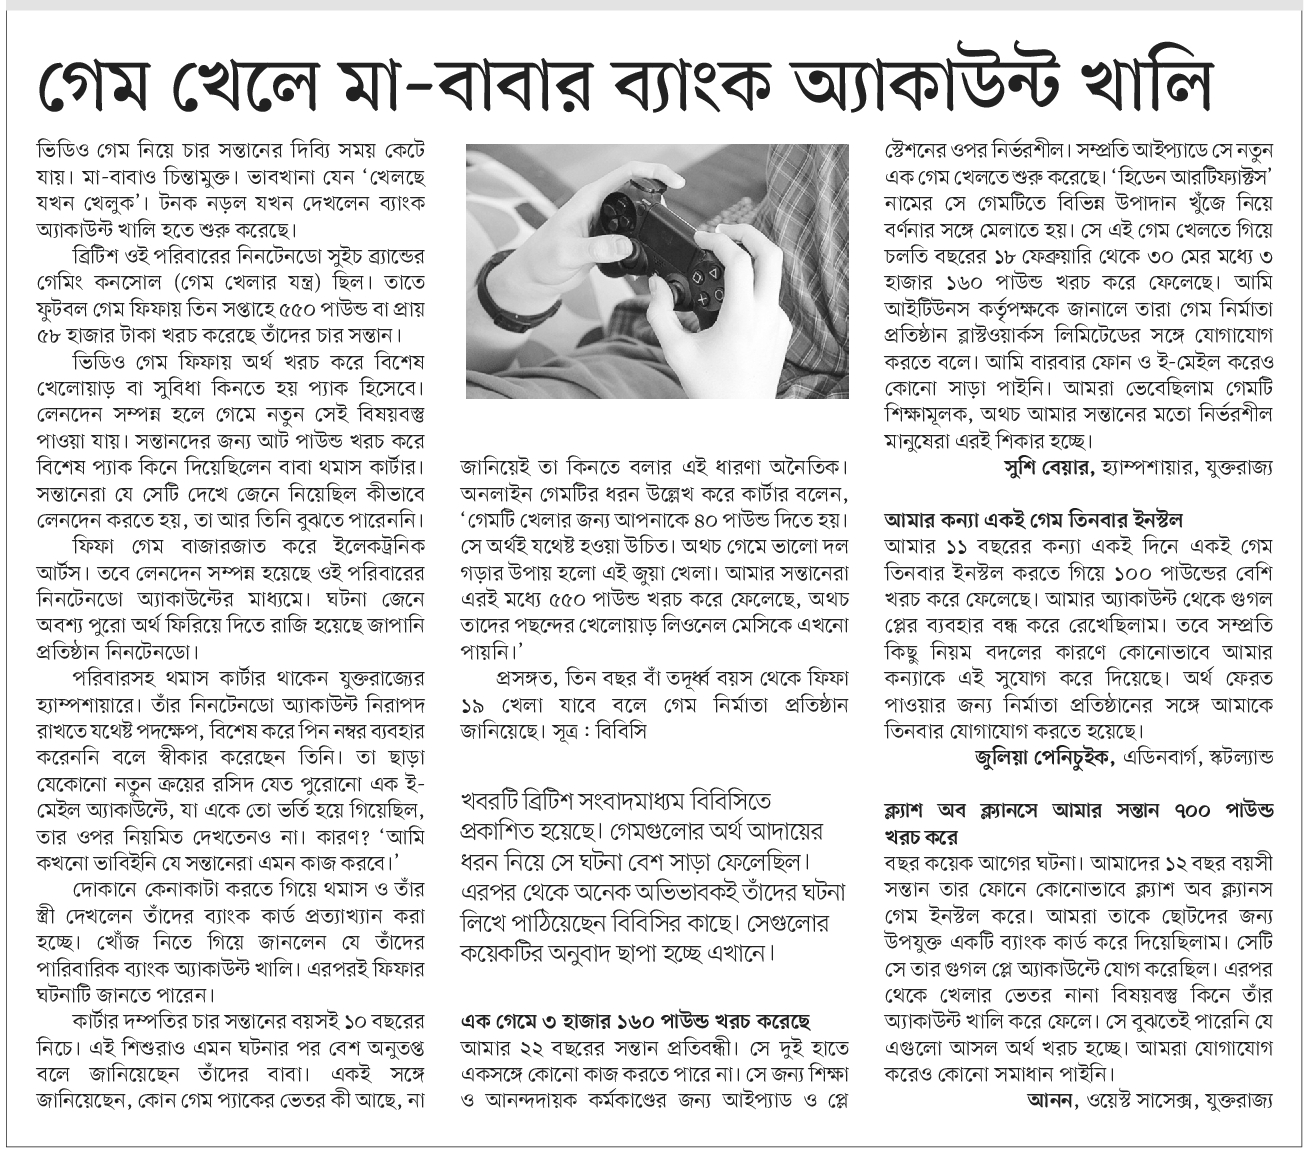 গেম খেলে মা-বাবার ব্যাংক অ্যাকাউন্ট খালি
ভিডিও গেম নিয়ে চার সন্তানের দিব্যি সময় কেটে
যায়। মা-বাবাও চিন্তামুক্ত। ভাবখানা যেন ‘খেলছে
যখন খেলুক’। টনক নড়ল যখন দেখলেন ব্যাংক
অ্যাকাউন্ট খালি হতে শুরু করেছে।
ব্রিটিশ ওই পরিবারের নিনটেনডো সুইচ ব্র্যান্ডের
গেমিং কনসোল (গেম খেলার যন্ত্র) ছিল। তাতে
ফুটবল গেম ফিফায় তিন সপ্তাহে ৫৫০ পাউন্ড বা প্রায়
৫৮ হাজার টাকা খরচ করেছে তাঁদের চার সন্তান।
ভিডিও গেম ফিফায় অর্থ খরচ করে বিশেষ
খেলোয়াড় বা সুবিধা কিনতে হয় প্যাক হিসেবে।
লেনদেন সম্পন্ন হলে গেমে নতুন সেই বিষয়বস্তু
পাওয়া যায়। সন্তানদের জন্য আট পাউন্ড খরচ করে
বিশেষ প্যাক কিনে দিয়েছিলেন বাবা থমাস কার্টার।
সন্তানেরা যে সেটি দেখে জেনে নিয়েছিল কীভাবে
লেনদেন করতে হয়, তা আর তিনি বুঝতে পারেননি।
ফিফা গেম বাজারজাত করে ইলেকট্রনিক
আর্টস। তবে লেনদেন সম্পন্ন হয়েছে ওই পরিবারের
নিনটেনডো অ্যাকাউন্টের মাধ্যমে। ঘটনা জেনে
অবশ্য পুরো অর্থ ফিরিয়ে দিতে রাজি হয়েছে জাপানি
প্রতিষ্ঠান নিনটেনডো।
পরিবারসহ থমাস কার্টার থাকেন যুক্তরাজ্যের
হ্যাম্পশায়ারে। তাঁর নিনটেনডো অ্যাকাউন্ট নিরাপদ
রাখতে যথেষ্ট পদক্ষেপ, বিশেষ করে পিন নম্বর ব্যবহার
করেননি বলে স্বীকার করেছেন তিনি। তা ছাড়া
যেকোনো নতুন ক্রয়ের রসিদ যেত পুরোনো এক ই-
মেইল অ্যাকাউন্টে, যা একে তো ভর্তি হয়ে গিয়েছিল,
তার ওপর নিয়মিত দেখতেনও না। কারণ? ‘আমি
কখনো ভাবিইনি যে সন্তানেরা এমন কাজ করবে।’
দোকানে কেনাকাটা করতে গিয়ে থমাস ও তাঁর
স্ত্রী দেখলেন তাঁদের ব্যাংক কার্ড প্রত্যাখ্যান করা
হচ্ছে। খোঁজ নিতে গিয়ে জানলেন যে তাঁদের
পারিবারিক ব্যাংক অ্যাকাউন্ট খালি। এরপরই ফিফার
ঘটনাটি জানতে পারেন।
কার্টার দম্পতির চার সন্তানের বয়সই ১০ বছরের
নিচে। এই শিশুরাও এমন ঘটনার পর বেশ অনুতপ্ত
বলে জানিয়েছেন তাঁদের বাবা। একই সঙ্গে
জানিয়েছেন, কোন গেম প্যাকের ভেতর কী আছে, না
জানিয়েই তা কিনতে বলার এই ধারণা অনৈতিক।
অনলাইন গেমটির ধরন উল্লেখ করে কার্টার বলেন,
‘গেমটি খেলার জন্য আপনাকে ৪০ পাউন্ড দিতে হয়।
সে অর্থই যথেষ্ট হওয়া উচিত। অথচ গেমে ভালো দল
গড়ার উপায় হলো এই জুয়া খেলা। আমার সন্তানেরা
এরই মধ্যে ৫৫০ পাউন্ড খরচ করে ফেলেছে, অথচ
তাদের পছন্দের খেলোয়াড় লিওনেল মেসিকে এখনো
পায়নি।’
প্রসঙ্গত, তিন বছর বাঁ তদূর্ধ্ব বয়স থেকে ফিফা
১৯ খেলা যাবে বলে গেম নির্মাতা প্রতিষ্ঠান
জানিয়েছে। সূত্র : বিবিসি
খবরটি ব্রিটিশ সংবাদমাধ্যম বিবিসিতে
প্রকাশিত হয়েছে। গেমগুলোর অর্থ আদায়ের
ধরন নিয়ে সে ঘটনা বেশ সাড়া ফেলেছিল।
এরপর থেকে অনেক অভিভাবকই তাঁদের ঘটনা
লিখে পাঠিয়েছেন বিবিসির কাছে। সেগুলোর
কয়েকটির অনুবাদ ছাপা হচ্ছে এখানে।
এক গেমে ৩ হাজার ১৬০ পাউন্ড খরচ করেছে
আমার ২২ বছরের সন্তান প্রতিবন্ধী। সে দুই হাতে
একসঙ্গে কোনো কাজ করতে পারে না। সে জন্য শিক্ষা
ও আনন্দদায়ক কর্মকাণ্ডের জন্য আইপ্যাড ও প্লে
স্টেশনের ওপর নির্ভরশীল। সম্প্রতি আইপ্যাডে সে নতুন
এক গেম খেলতে শুরু করেছে। ‘হিডেন আরটিফ্যাক্টস’
নামের সে গেমটিতে বিভিন্ন উপাদান খুঁজে নিয়ে
বর্ণনার সঙ্গে মেলাতে হয়। সে এই গেম খেলতে গিয়ে
চলতি বছরের ১৮ ফেব্রুয়ারি থেকে ৩০ মের মধ্যে ৩
হাজার ১৬০ পাউন্ড খরচ করে ফেলেছে। আমি
আইটিউনস কর্তৃপক্ষকে জানালে তারা গেম নির্মাতা
প্রতিষ্ঠান ব্লাস্টওয়ার্কস লিমিটেডের সঙ্গে যোগাযোগ
করতে বলে। আমি বারবার ফোন ও ই-মেইল করেও
কোনো সাড়া পাইনি। আমরা ভেবেছিলাম গেমটি
শিক্ষামূলক, অথচ আমার সন্তানের মতো নির্ভরশীল
মানুষেরা এরই শিকার হচ্ছে।
সুশি বেয়ার, হ্যাম্পশায়ার, যুক্তরাজ্য
আমার কন্যা একই গেম তিনবার ইনস্টল
আমার ১১ বছরের কন্যা একই দিনে একই গেম
তিনবার ইনস্টল করতে গিয়ে ১০০ পাউন্ডের বেশি
খরচ করে ফেলেছে। আমার অ্যাকাউন্ট থেকে গুগল
প্লের ব্যবহার বন্ধ করে রেখেছিলাম। তবে সম্প্রতি
কিছু নিয়ম বদলের কারণে কোনোভাবে আমার
কন্যাকে এই সুযোগ করে দিয়েছে। অর্থ ফেরত
পাওয়ার জন্য নির্মাতা প্রতিষ্ঠানের সঙ্গে আমাকে
তিনবার যোগাযোগ করতে হয়েছে।
জুলিয়া পেনিচুইক, এডিনবার্গ, স্কটল্যান্ড
ক্ল্যাশ অব ক্ল্যানসে আমার সন্তান ৭০০ পাউন্ড
খরচ করে
বছর কয়েক আগের ঘটনা। আমাদের ১২ বছর বয়সী
সন্তান তার ফোনে কোনোভাবে ক্ল্যাশ অব ক্ল্যানস
গেম ইনস্টল করে। আমরা তাকে ছোটদের জন্য
উপযুক্ত একটি ব্যাংক কার্ড করে দিয়েছিলাম। সেটি
সে তার গুগল প্লে অ্যাকাউন্টে যোগ করেছিল। এরপর
থেকে খেলার ভেতর নানা বিষয়বস্তু কিনে তাঁর
অ্যাকাউন্ট খালি করে ফেলে। সে বুঝতেই পারেনি যে
এগুলো আসল অর্থ খরচ হচ্ছে। আমরা যোগাযোগ
করেও কোনো সমাধান পাইনি।
আনন, ওয়েস্ট সাসেক্স, যুক্তরাজ্য